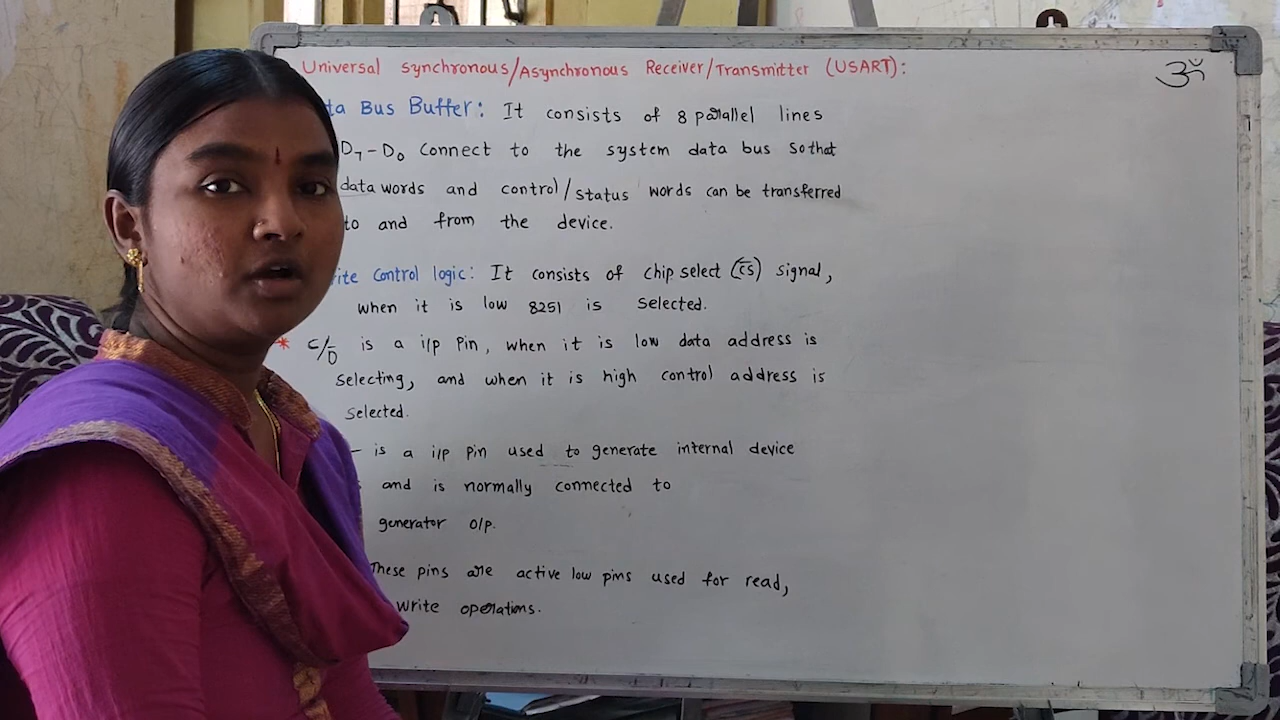 Universal synchronous/Asynchronous Receiver/Transmitter (USART):
ॐ
Bus Buffer: It consists of 8 parallel lines
D7-D0 connect to the system data bus so that
data words and control/status words can be transferred
to and from the device.
Control logic: It consists of chip select (C̅S̅) signal,
when it is low 8251 is selected.
* C/D̅ is a i/p pin, when it is low data address is
selecting, and when it is high control address is
selected.
is a i/p pin used to generate internal device
and is normally connected to
generator o/p.
These pins are active low pins used for read,
write operations.